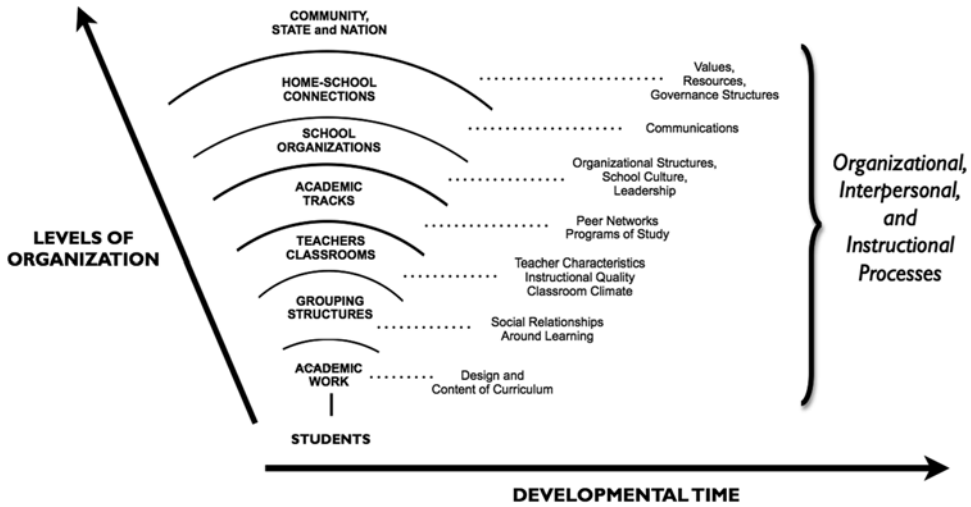 COMMUNITY,
STATE and NATION
HOME-SCHOOL
CONNECTIONS
Values,
Resources,
Governance Structures
SCHOOL
ORGANIZATIONS
Communications
ACADEMIC
TRACKS
Organizational Structures,
School Culture,
Leadership
TEACHERS
CLASSROOMS
Peer Networks
Programs of Study
GROUPING
STRUCTURES
Teacher Characteristics
Instructional Quality
Classroom Climate
Social Relationships
Around Learning
ACADEMIC
WORK
Design and
Content of Curriculum
STUDENTS
LEVELS OF
ORGANIZATION
Organizational,
Interpersonal,
and
Instructional
Processes
DEVELOPMENTAL TIME